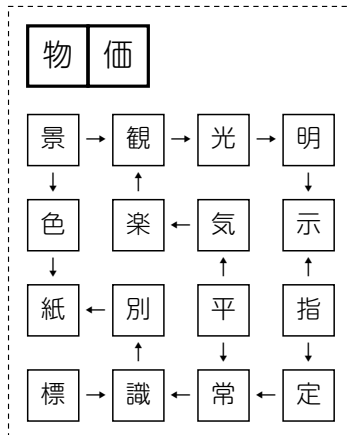 物価
景→観→光→明
↓ ↑ ↓
色 楽←気 示
↓ ↑ ↑
紙←別 平 指
↑ ↓ ↓
標→識←常←定